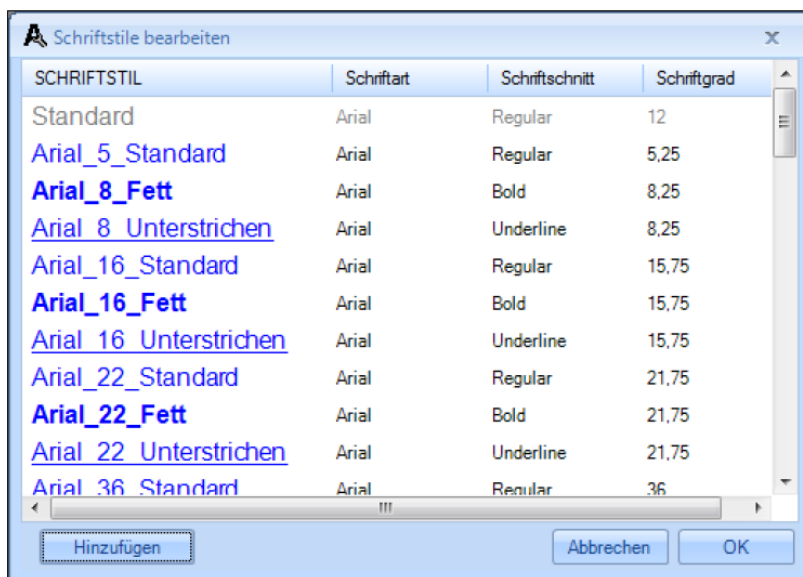 Schriftstile bearbeiten
SCHRIFTSTIL Schriftart Schriftschnitt Schriftgrad
Standard Arial Regular 12
Arial_5_Standard Arial Regular 5,25
Arial_8_Fett Arial Bold 8,25
Arial_8_Unterstrichen Arial Underline 8,25
Arial_16_Standard Arial Regular 15,75
Arial_16_Fett Arial Bold 15,75
Arial_16_Unterstrichen Arial Underline 15,75
Arial_22_Standard Arial Regular 21,75
Arial_22_Fett Arial Bold 21,75
Arial_22_Unterstrichen Arial Underline 21,75
Arial_36_Standard Arial Regular 36
Hinzufügen Abbrechen OK